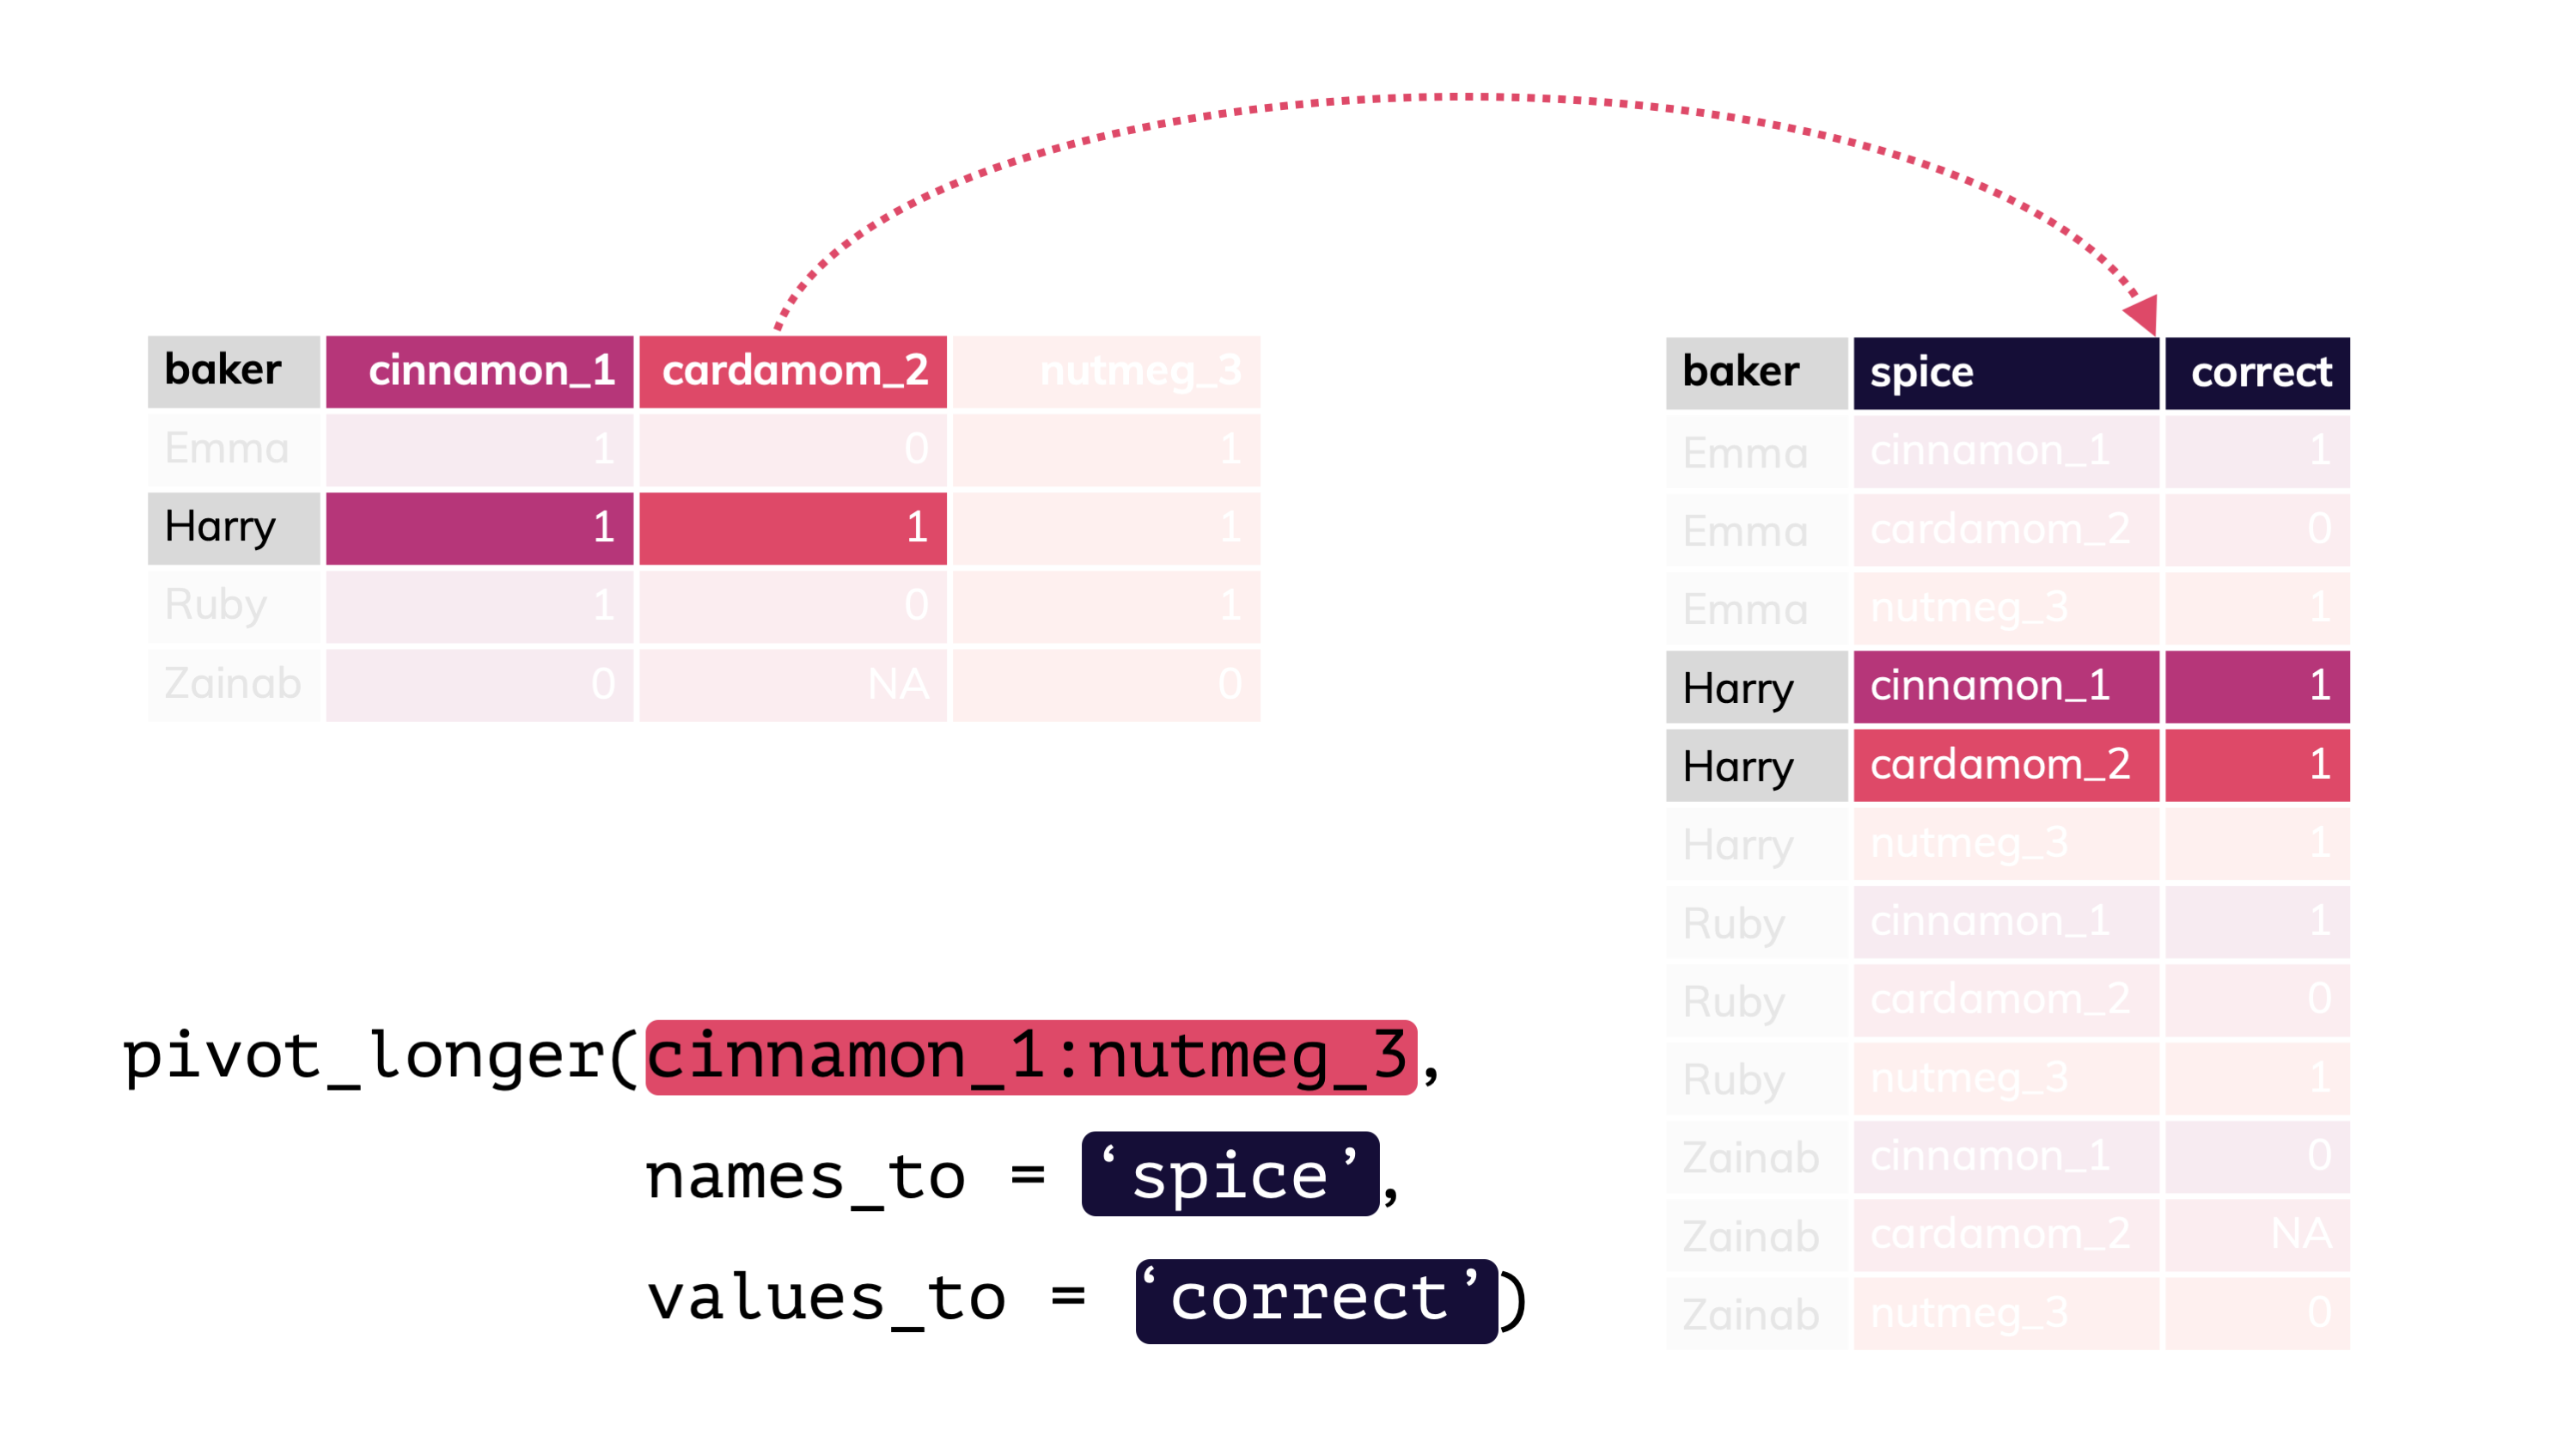 baker cinnamon_1 cardamom_2 nutmeg_3
Emma 1 0 1
Harry 1 1 1
Ruby 1 0 1
Zainab 0 NA 0
baker spice correct
Emma cinnamon_1 1
Emma cardamom_2 0
Emma nutmeg_3 1
Harry cinnamon_1 1
Harry cardamom_2 1
Harry nutmeg_3 1
Ruby cinnamon_1 1
Ruby cardamom_2 0
Ruby nutmeg_3 1
Zainab cinnamon_1 0
Zainab cardamom_2 NA
Zainab nutmeg_3 0
pivot_longer(cinnamon_1:nutmeg_3,
names_to = ‘spice’,
values_to = ‘correct’)